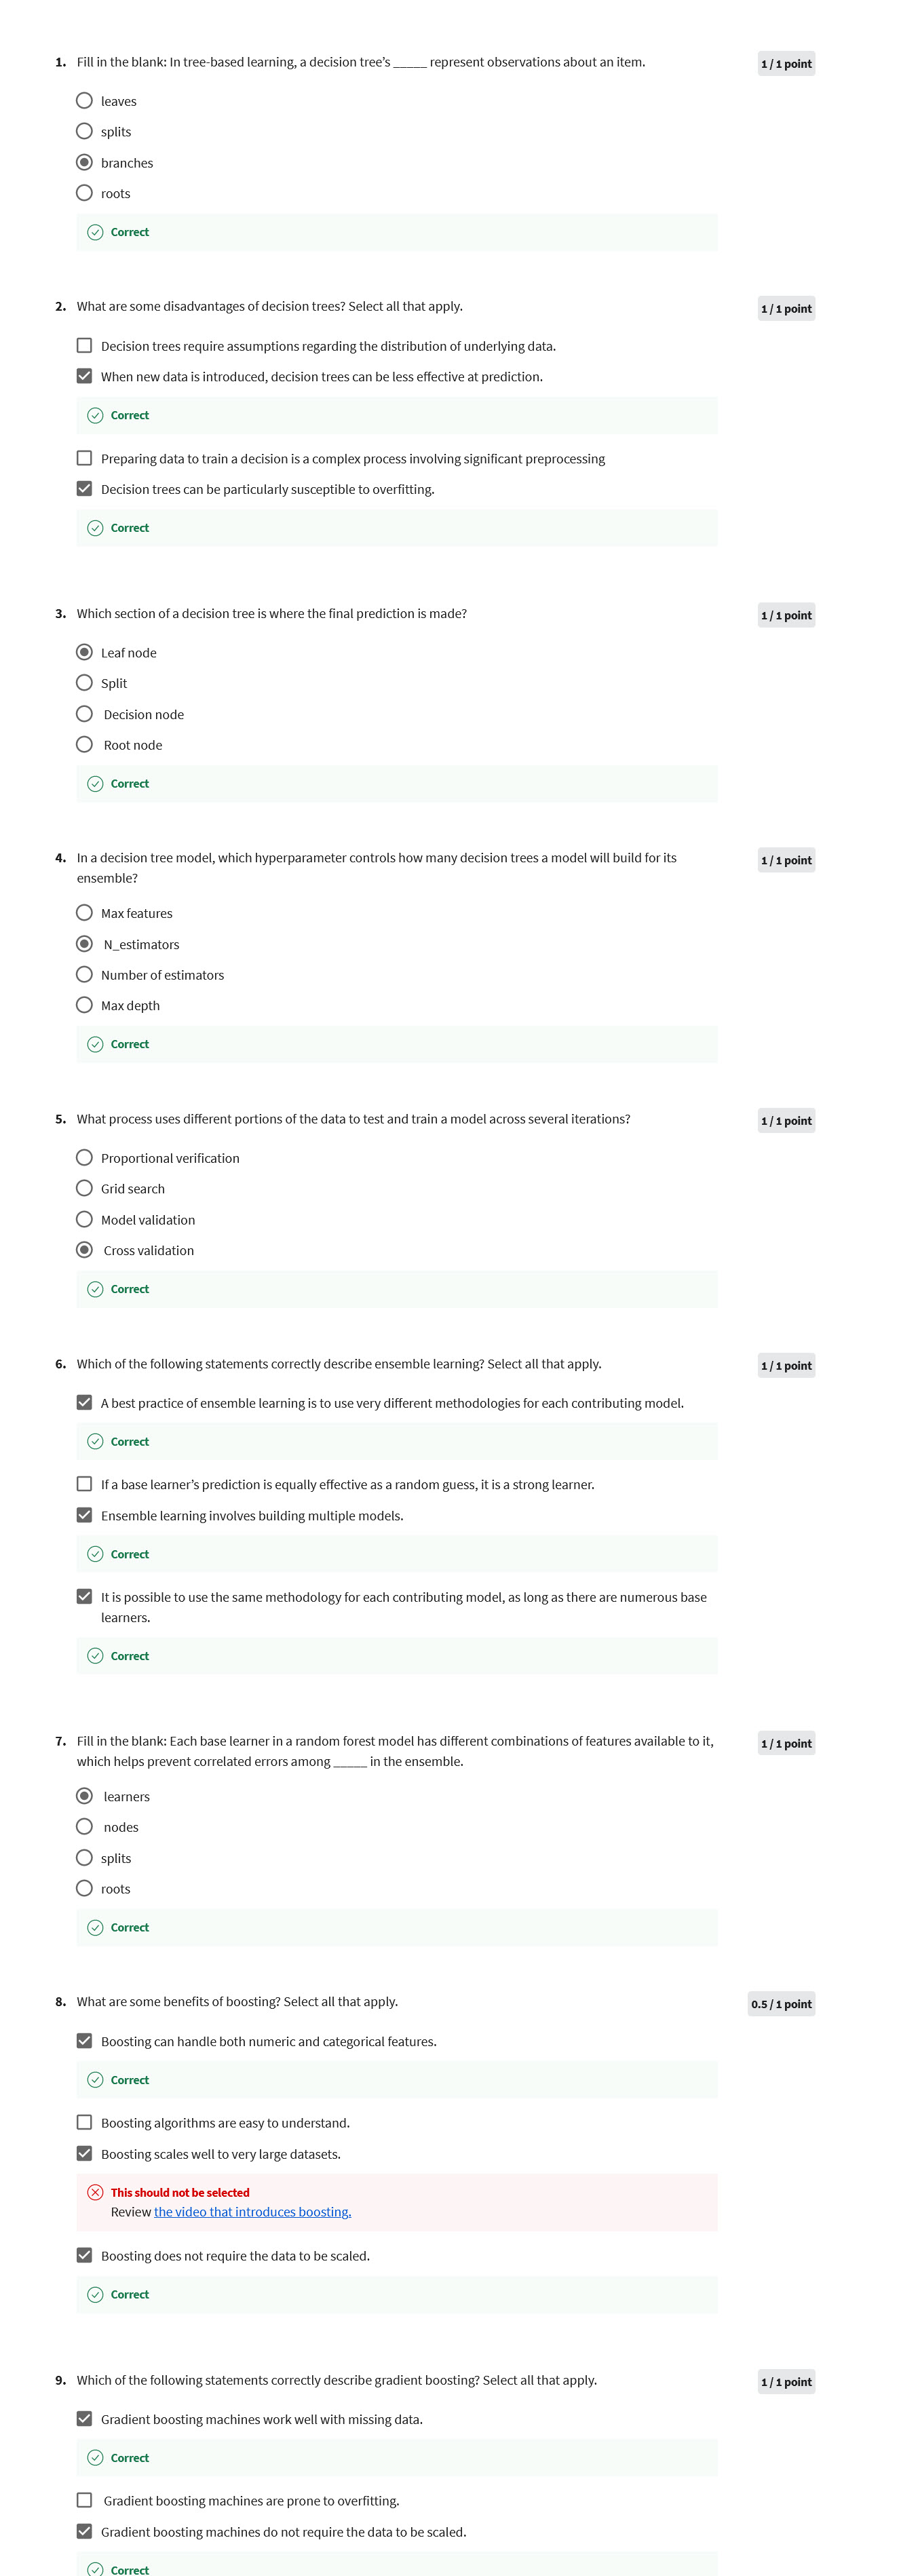 1. Fill in the blank: In tree-based learning, a decision tree’s _____ represent observations about an item.
1 / 1 point
leaves
splits
branches
roots
Correct
2. What are some disadvantages of decision trees? Select all that apply.
1 / 1 point
Decision trees require assumptions regarding the distribution of underlying data.
When new data is introduced, decision trees can be less effective at prediction.
Correct
Preparing data to train a decision is a complex process involving significant preprocessing
Decision trees can be particularly susceptible to overfitting.
Correct
3. Which section of a decision tree is where the final prediction is made?
1 / 1 point
Leaf node
Split
Decision node
Root node
Correct
4. In a decision tree model, which hyperparameter controls how many decision trees a model will build for its
ensemble?
1 / 1 point
Max features
N_estimators
Number of estimators
Max depth
Correct
5. What process uses different portions of the data to test and train a model across several iterations?
1 / 1 point
Proportional verification
Grid search
Model validation
Cross validation
Correct
6. Which of the following statements correctly describe ensemble learning? Select all that apply.
1 / 1 point
A best practice of ensemble learning is to use very different methodologies for each contributing model.
Correct
If a base learner’s prediction is equally effective as a random guess, it is a strong learner.
Ensemble learning involves building multiple models.
Correct
It is possible to use the same methodology for each contributing model, as long as there are numerous base
learners.
Correct
7. Fill in the blank: Each base learner in a random forest model has different combinations of features available to it,
which helps prevent correlated errors among _____ in the ensemble.
1 / 1 point
learners
nodes
splits
roots
Correct
8. What are some benefits of boosting? Select all that apply.
0.5 / 1 point
Boosting can handle both numeric and categorical features.
Correct
Boosting algorithms are easy to understand.
Boosting scales well to very large datasets.
This should not be selected
Review the video that introduces boosting.
Boosting does not require the data to be scaled.
Correct
9. Which of the following statements correctly describe gradient boosting? Select all that apply.
1 / 1 point
Gradient boosting machines work well with missing data.
Correct
Gradient boosting machines are prone to overfitting.
Gradient boosting machines do not require the data to be scaled.
Correct